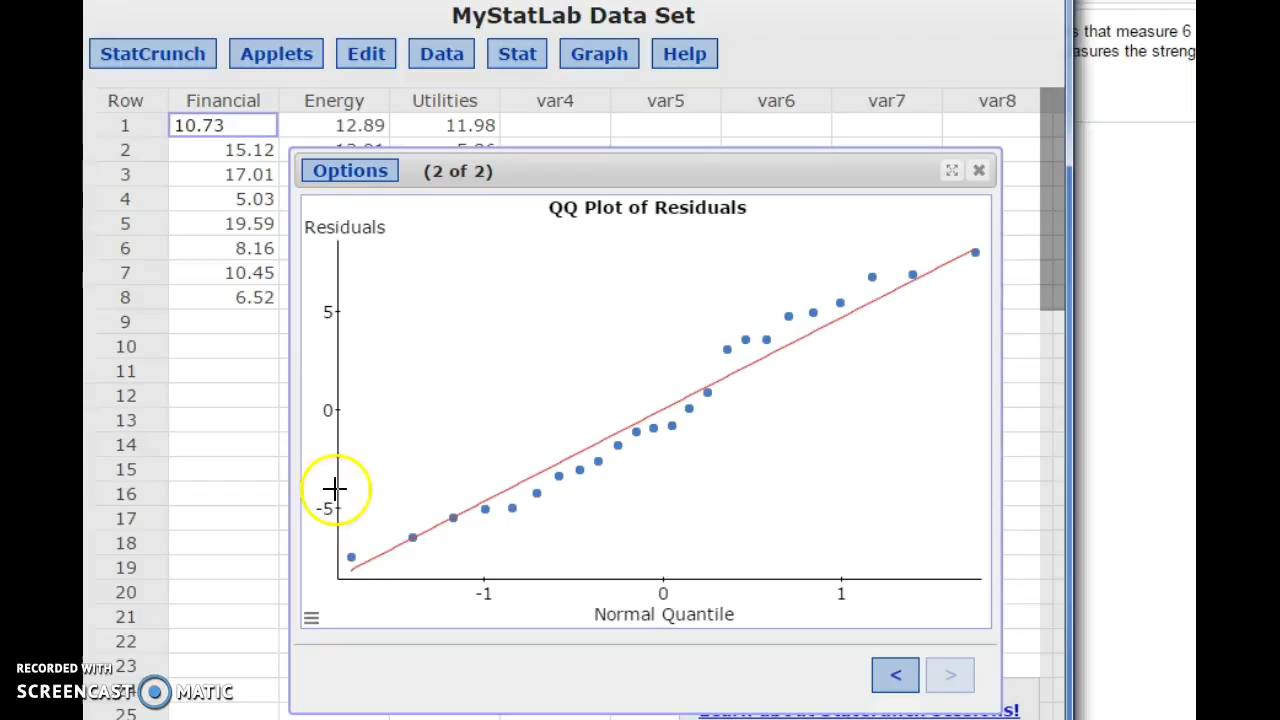 MyStatLab Data Set
s that measure 6
asures the streng
StatCrunch Applets Edit Data Stat Graph Help
Row Financial Energy Utilities var4 var5 var6 var7 var8
1 10.73 12.89 11.98
2 15.12
3 17.01
4 5.03
5 19.59
6 8.16
7 10.45
8 6.52
9
10
11
12
13
14
15
16
17
18
19
20
21
22
23
25
Options (2 of 2)
QQ Plot of Residuals
Residuals
5
0
-5
-1 0 1
Normal Quantile
< >
RECORDED WITH
SCREENCAST MATIC